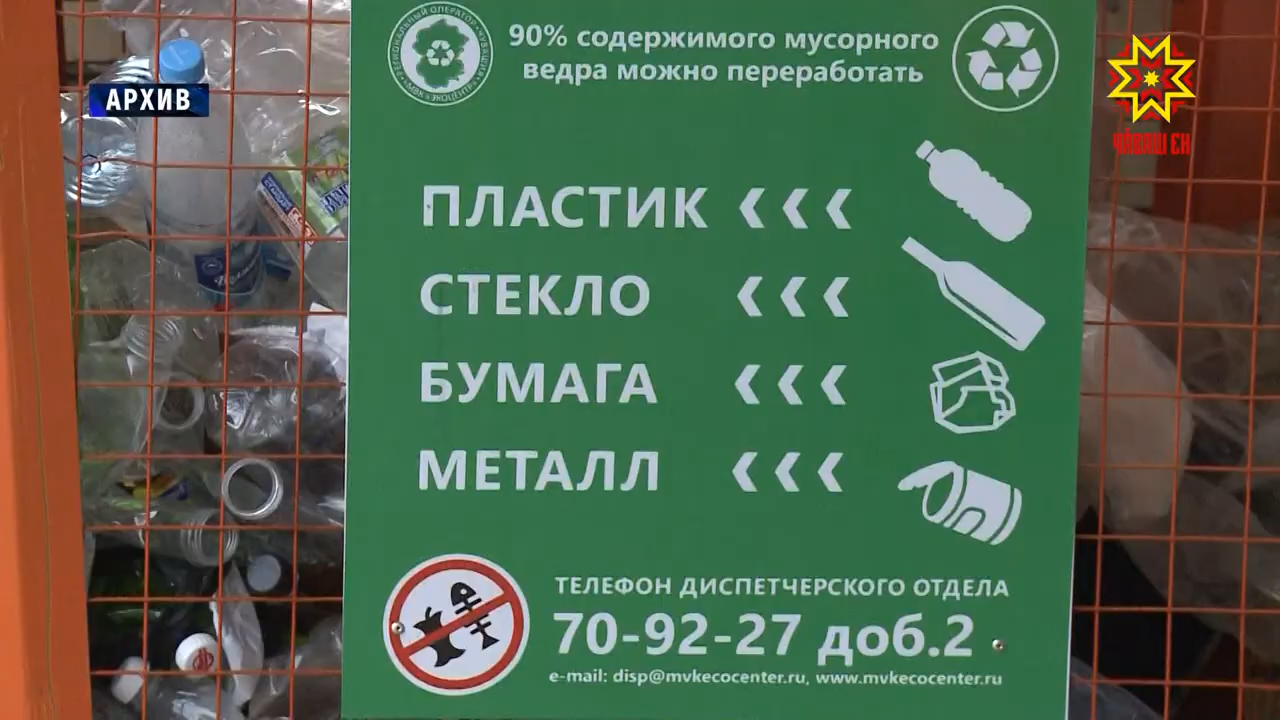 90% содержимого мусорного
ведра можно переработать
АРХИВ
ЧӐВАШ ЕН
ПЛАСТИК
СТЕКЛО
БУМАГА
МЕТАЛЛ
ТЕЛЕФОН ДИСПЕТЧЕРСКОГО ОТДЕЛА
70-92-27 доб.2
e-mail: disp@mvkecocenter.ru, www.mvkecocenter.ru